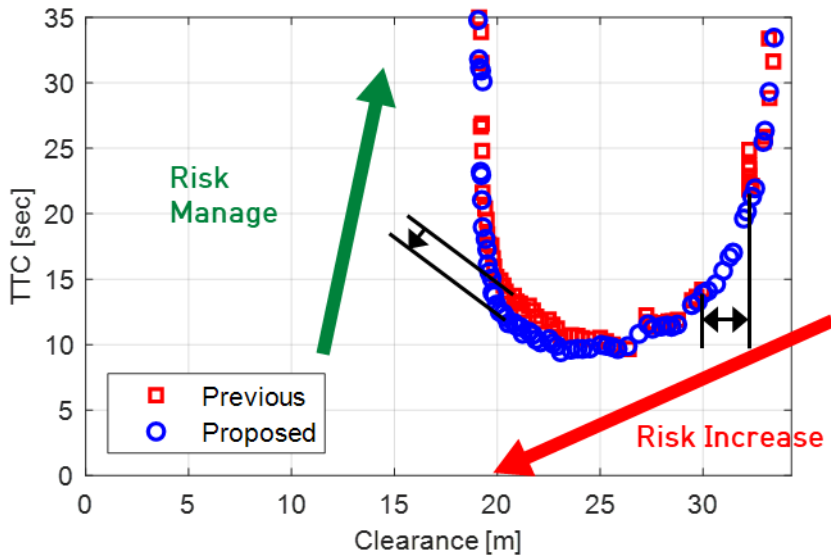 35
30
25
20
15
10
5
0
TTC [sec]
Risk
Manage
Previous
Proposed
Risk Increase
0
5
10
15
20
25
30
Clearance [m]